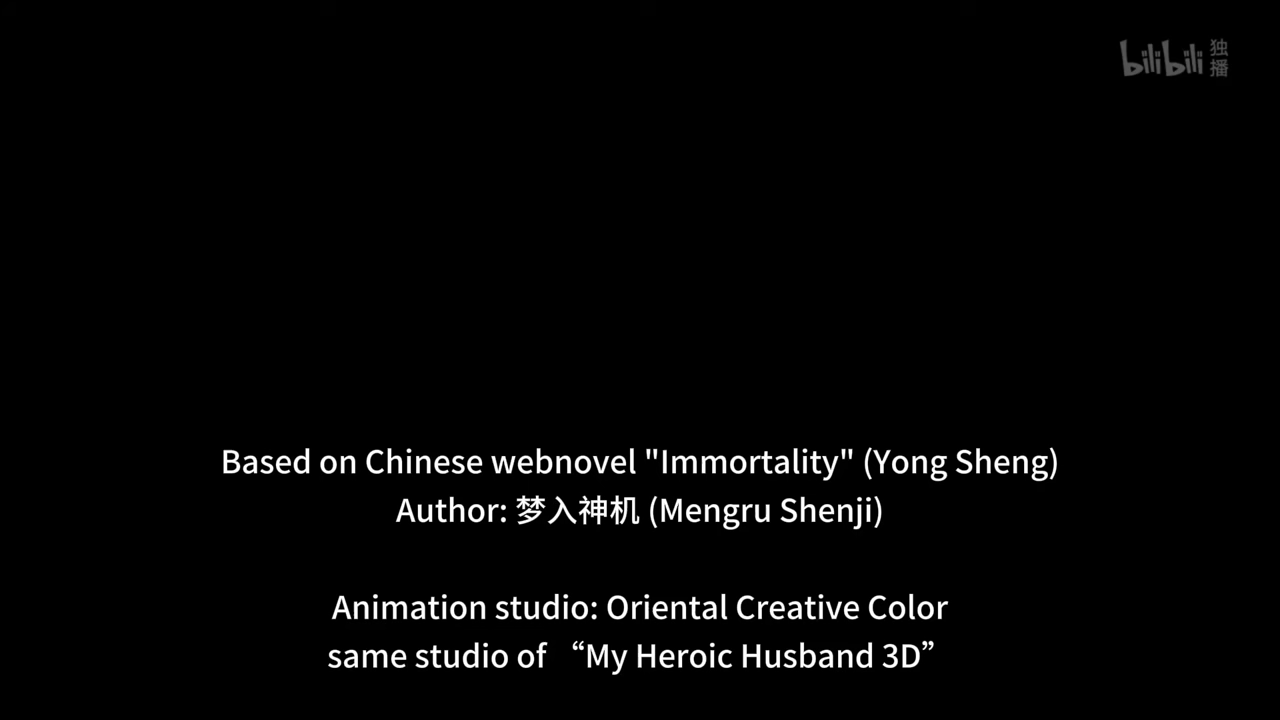 bilibili 独播
Based on Chinese webnovel "Immortality" (Yong Sheng)
Author: 梦入神机 (Mengru Shenji)
Animation studio: Oriental Creative Color
same studio of “My Heroic Husband 3D”